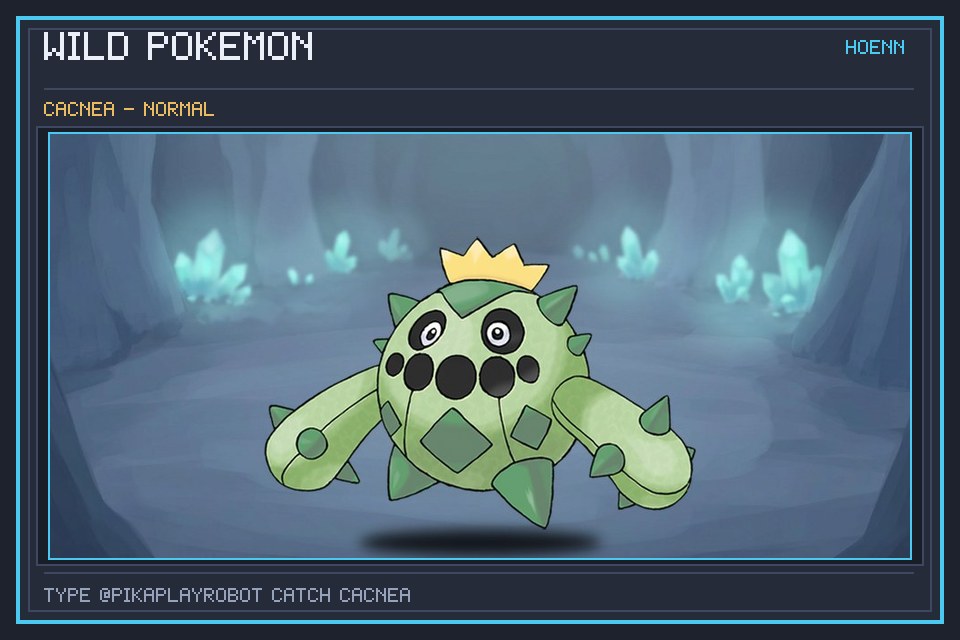 WILD POKEMON
HOENN
CACNEA - NORMAL
TYPE @PIKAPLAYROBOT CATCH CACNEA